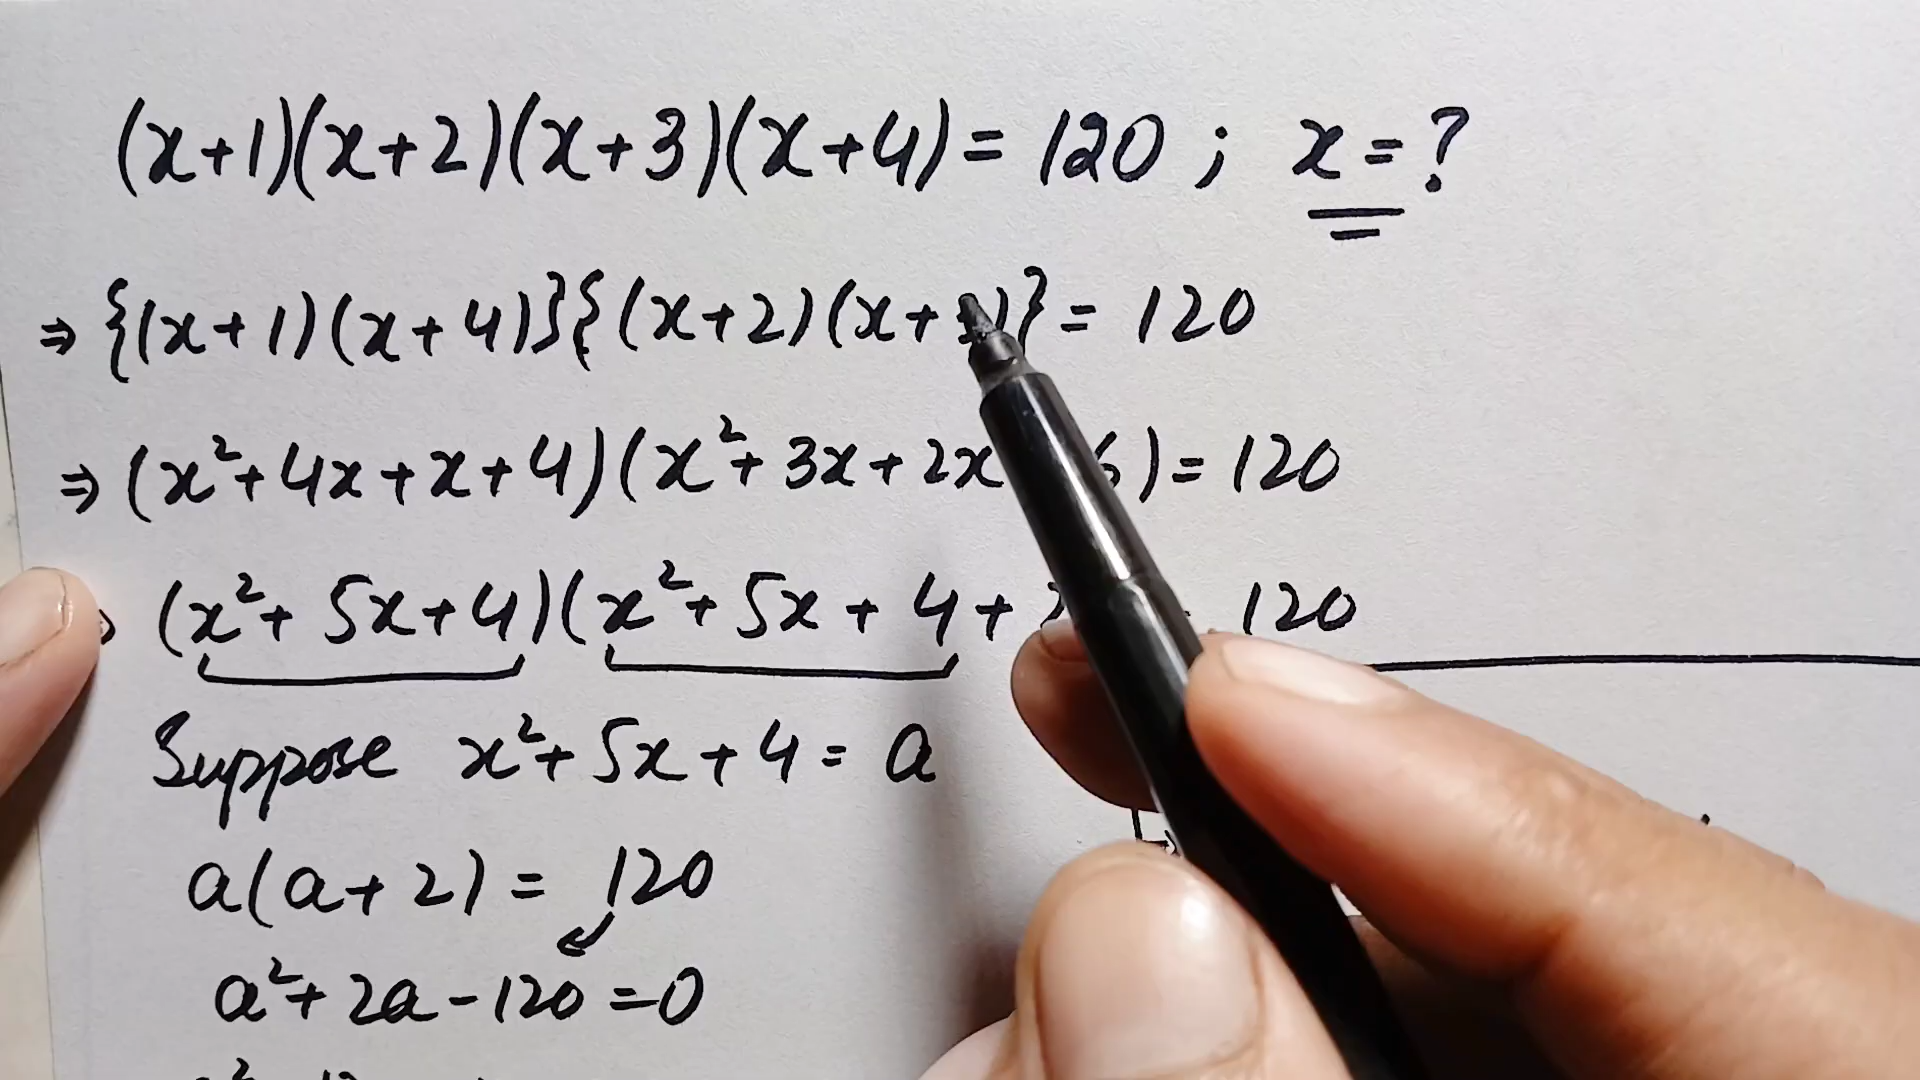 (x+1)(x+2)(x+3)(x+4) = 120 ; x = ?
⇒ {(x+1)(x+4)}{(x+2)(x+ )} = 120
⇒ (x²+4x+x+4)(x²+3x+2x 6) = 120
(x²+5x+4)(x²+5x+4+ 120
Suppose x²+5x+4 = a
a(a+2) = 120
a²+2a-120=0